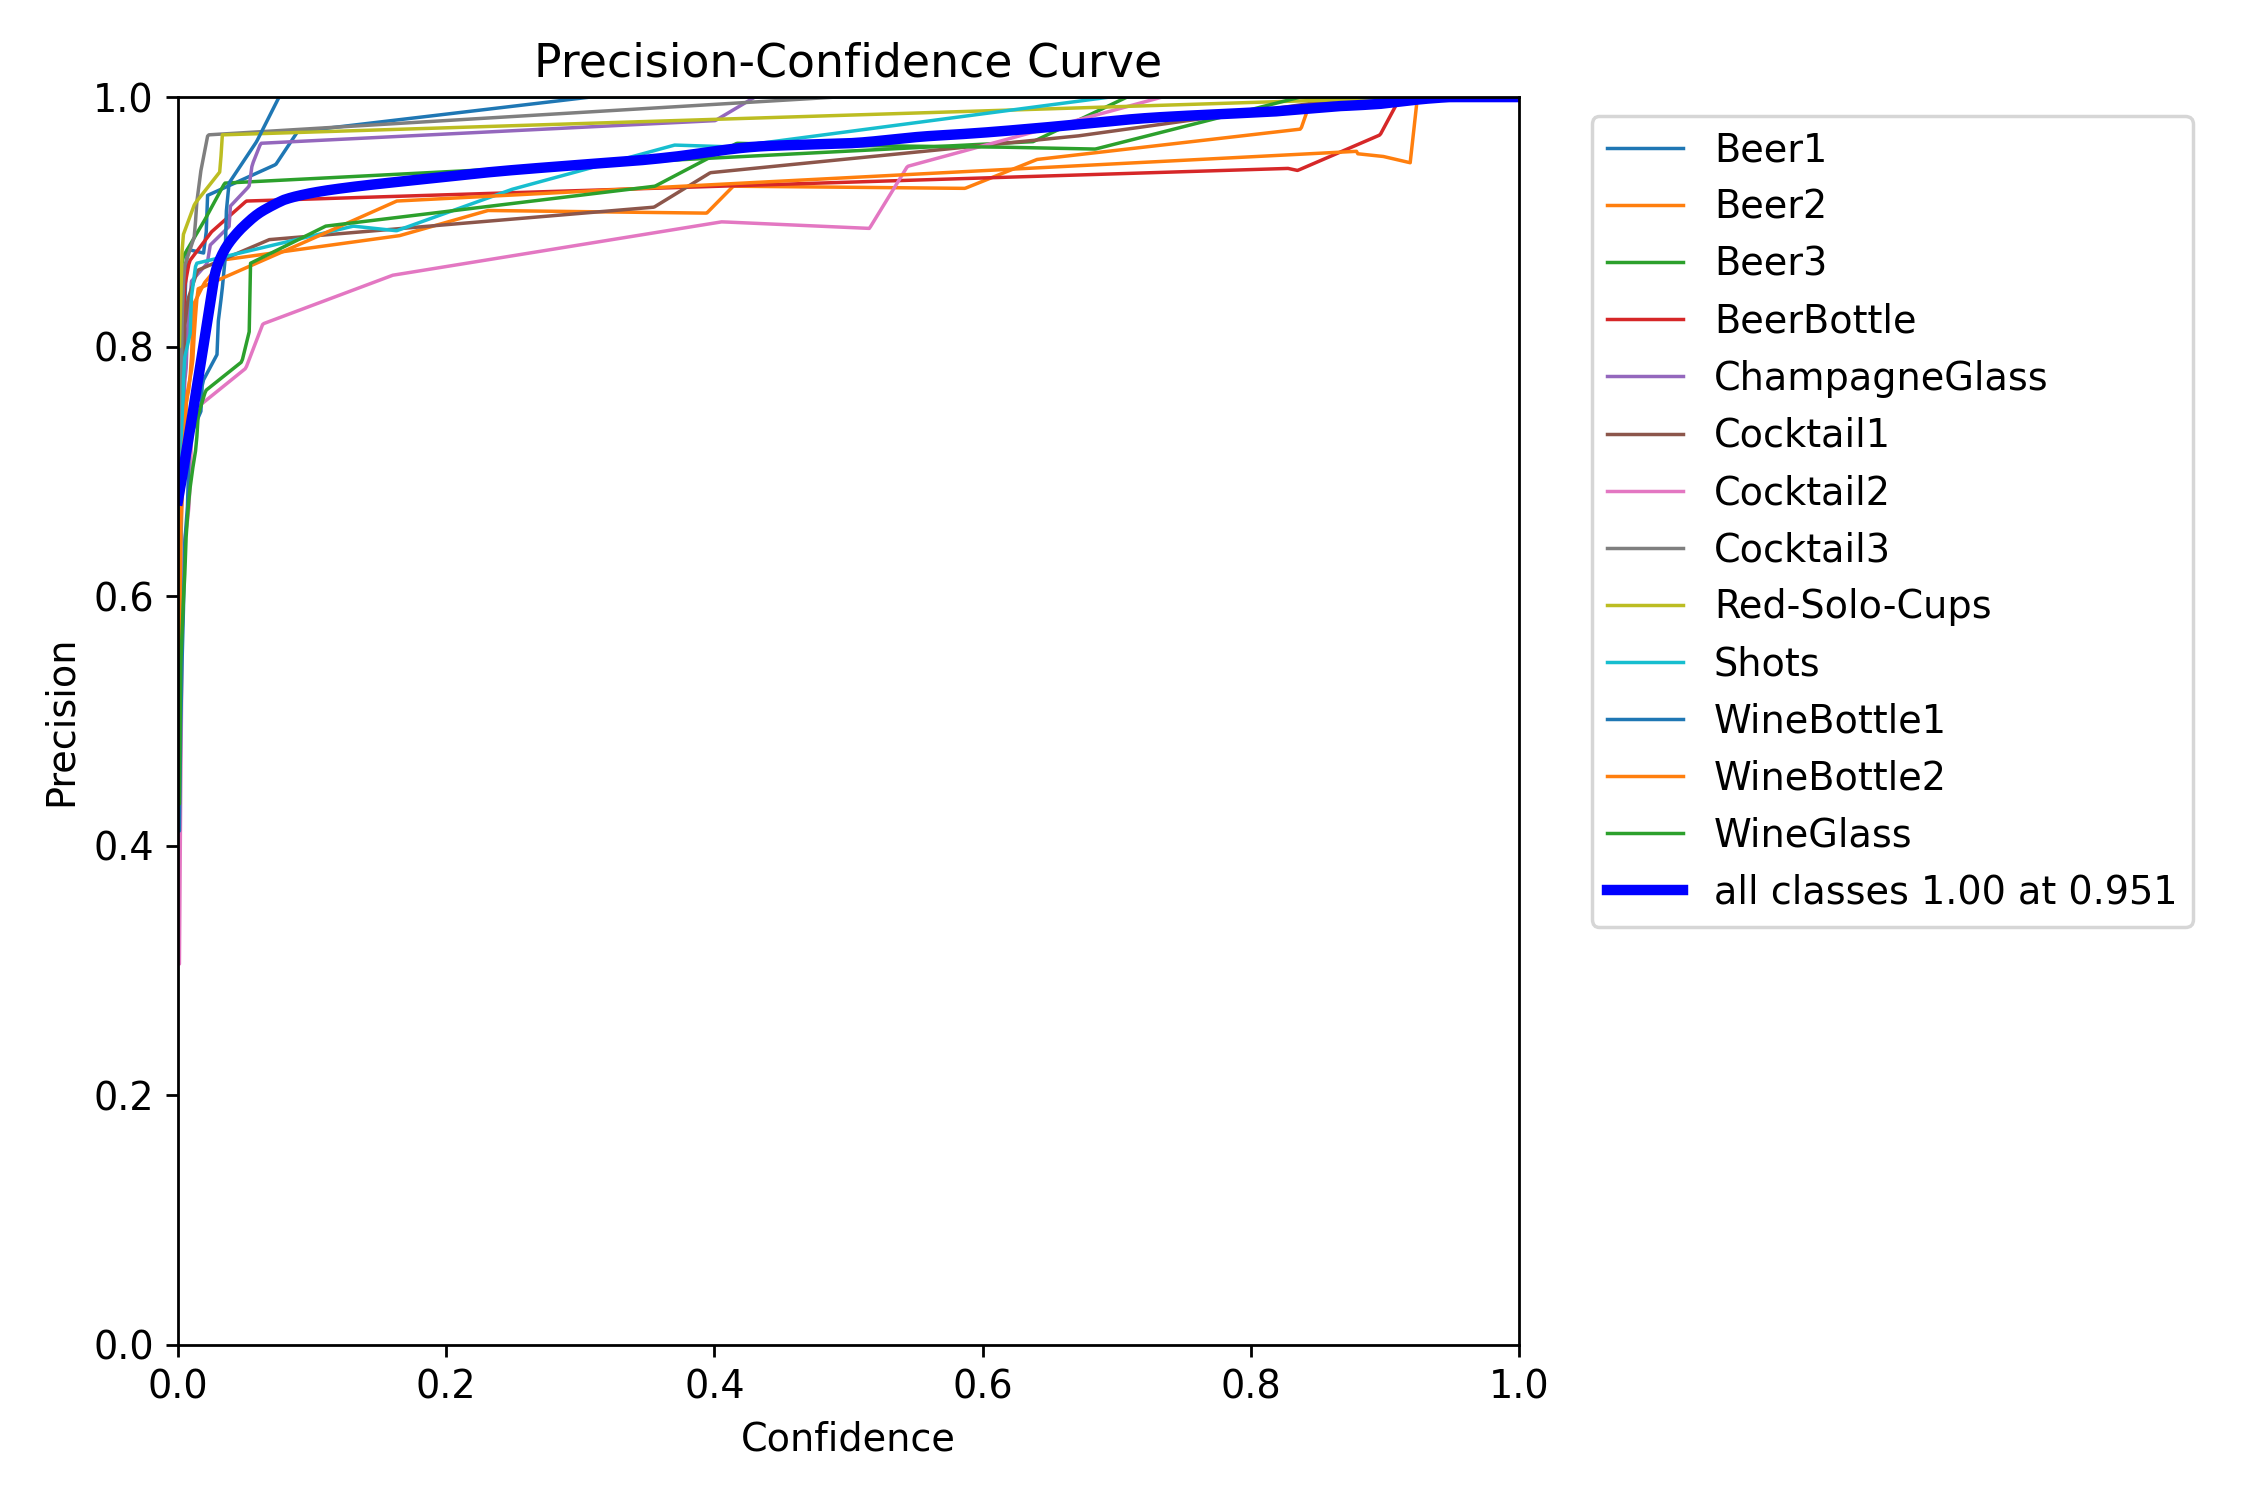 Precision-Confidence Curve
1.0
0.8
0.6
0.4
0.2
0.0
Precision
0.0 0.2 0.4 0.6 0.8 1.0
Confidence
Beer1
Beer2
Beer3
BeerBottle
ChampagneGlass
Cocktail1
Cocktail2
Cocktail3
Red-Solo-Cups
Shots
WineBottle1
WineBottle2
WineGlass
all classes 1.00 at 0.951